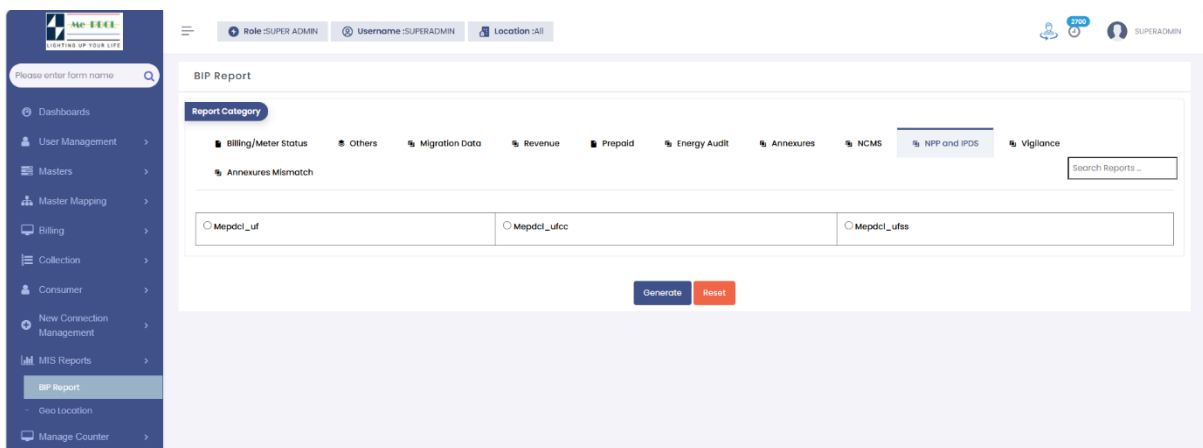 Me-PDCL
LIGHTING UP YOUR LIFE
Role :SUPER ADMIN
Username :SUPERADMIN
Location :All
2700
SUPERADMIN
Please enter form name
Dashboards
User Management
Masters
Master Mapping
Billing
Collection
Consumer
New Connection
Management
MIS Reports
BIP Report
Geo Location
Manage Counter
BIP Report
Report Category
Billing/Meter Status
Others
Migration Data
Revenue
Prepaid
Energy Audit
Annexures
NCMS
NPP and IPDS
Vigilance
Annexures Mismatch
Search Reports ...
Mepdcl_uf
Mepdcl_ufcc
Mepdcl_ufss
Generate
Reset